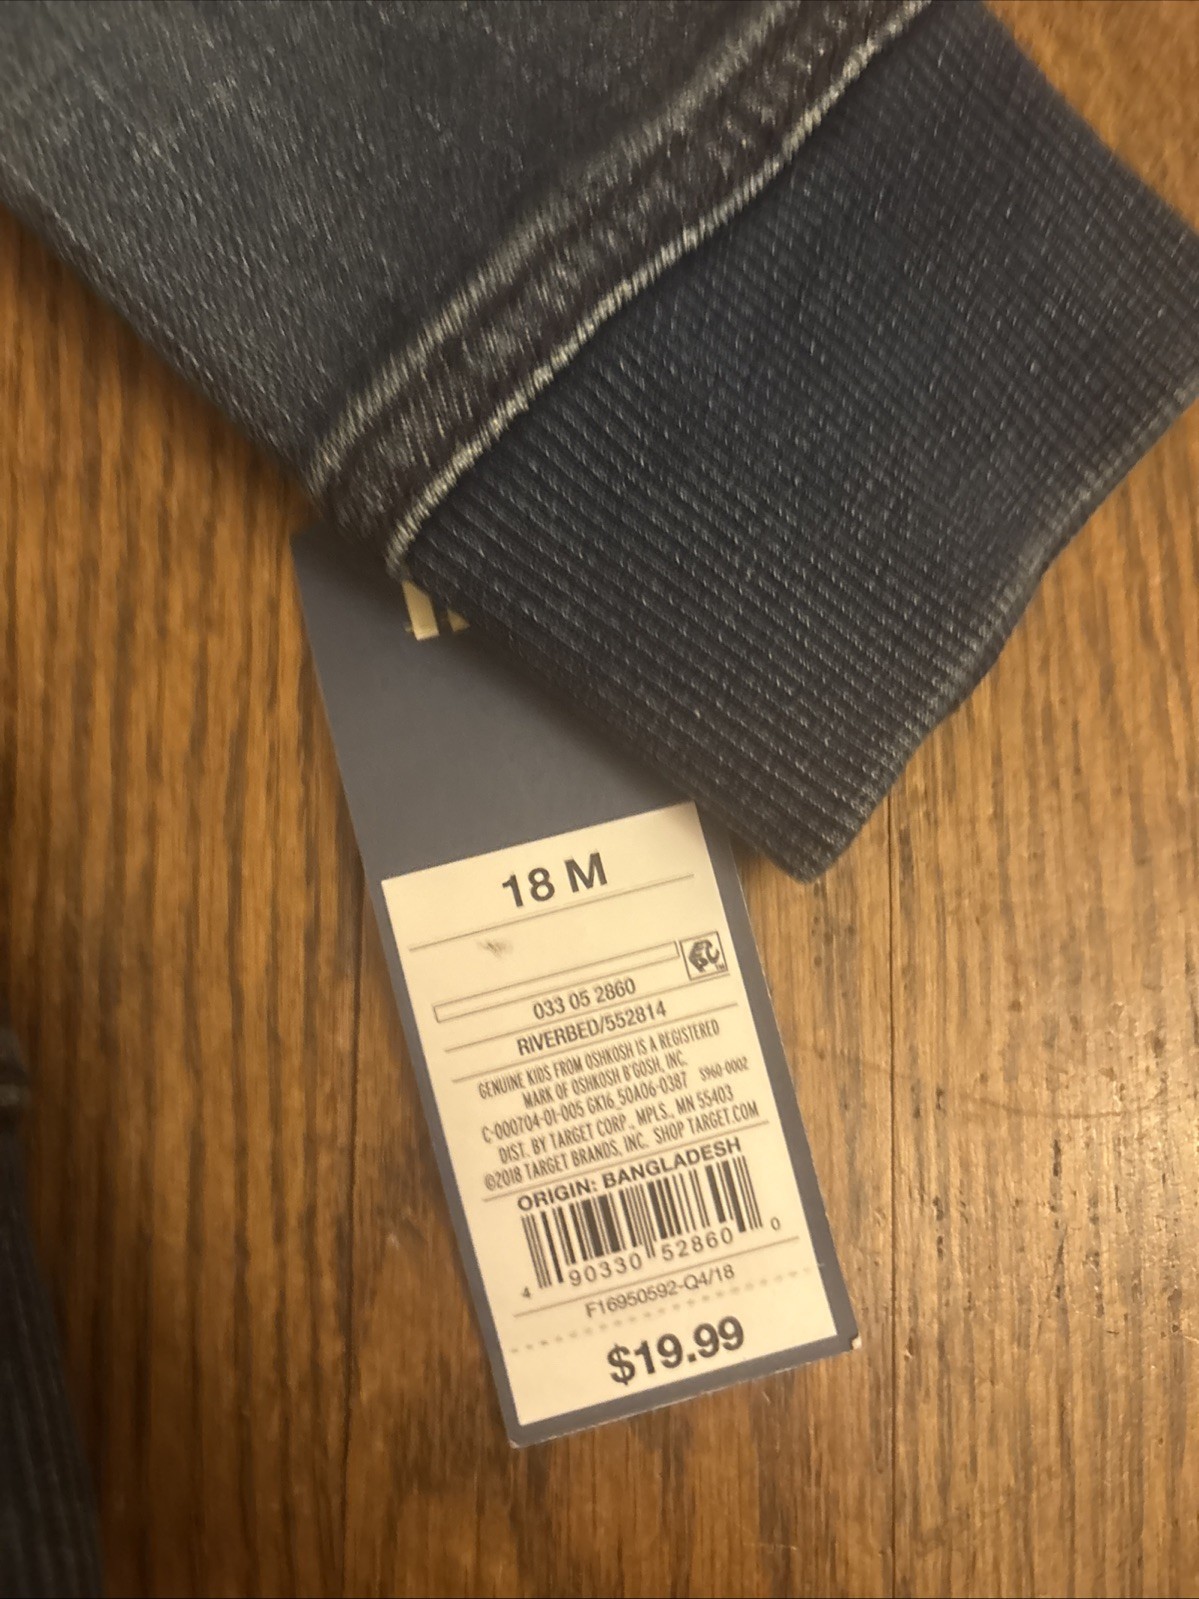 18 M
033 05 2860
RIVERBED/552814
GENUINE KIDS FROM OSHKOSH IS A REGISTERED
MARK OF OSHKOSH B'GOSH, INC.
C-000704-01-005 GK16_50A06-0387 S960-0002
DIST. BY TARGET CORP., MPLS., MN 55403
©2018 TARGET BRANDS, INC. SHOP TARGET.COM
ORIGIN: BANGLADESH
4 90330 52860 0
F16950592-Q4/18
$19.99